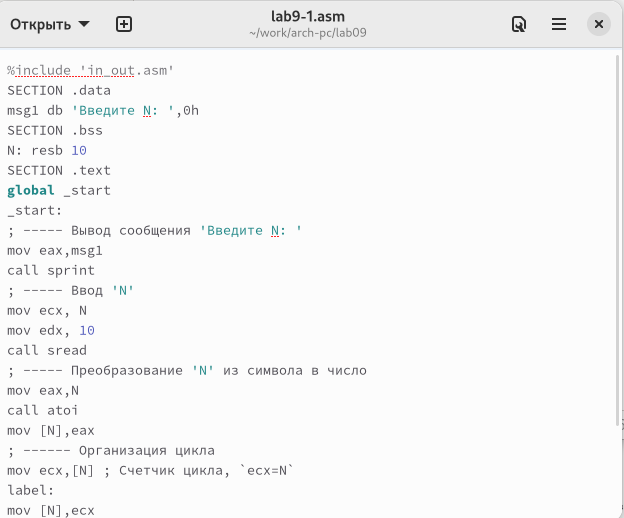 Открыть
lab9-1.asm
~/work/arch-pc/lab09
%include 'in_out.asm'
SECTION .data
msg1 db 'Введите N: ',0h
SECTION .bss
N: resb 10
SECTION .text
global _start
_start:
; ----- Вывод сообщения 'Введите N: '
mov eax,msg1
call sprint
; ----- Ввод 'N'
mov ecx, N
mov edx, 10
call sread
; ----- Преобразование 'N' из символа в число
mov eax,N
call atoi
mov [N],eax
; ------ Организация цикла
mov ecx,[N] ; Счетчик цикла, `ecx=N`
label:
mov [N],ecx